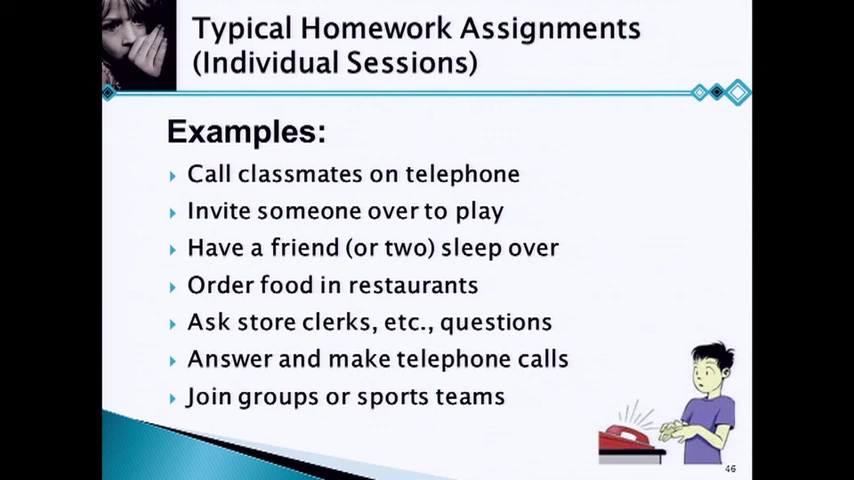 Typical Homework Assignments
(Individual Sessions)
Examples:
Call classmates on telephone
Invite someone over to play
Have a friend (or two) sleep over
Order food in restaurants
Ask store clerks, etc., questions
Answer and make telephone calls
Join groups or sports teams
46